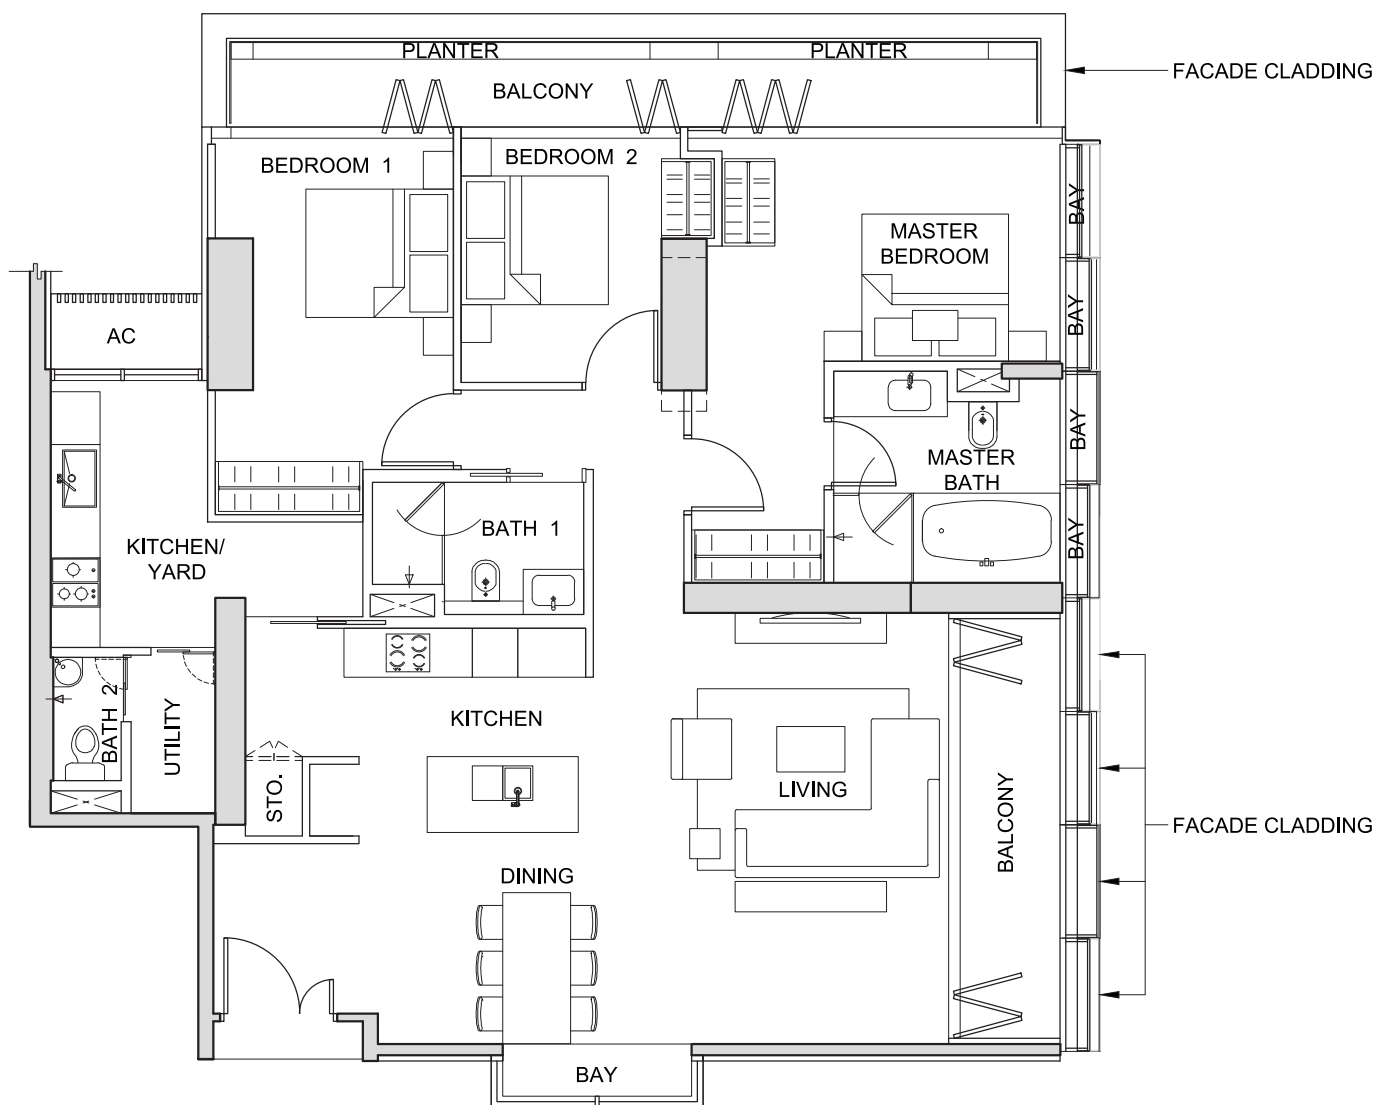 PLANTER
PLANTER
FACADE CLADDING
BALCONY
BEDROOM 1
BEDROOM 2
BAY
MASTER
BEDROOM
BAY
AC
BAY
MASTER
BATH
BATH 1
BAY
KITCHEN/
YARD
BATH 2
UTILITY
KITCHEN
STO.
LIVING
BALCONY
FACADE CLADDING
DINING
BAY